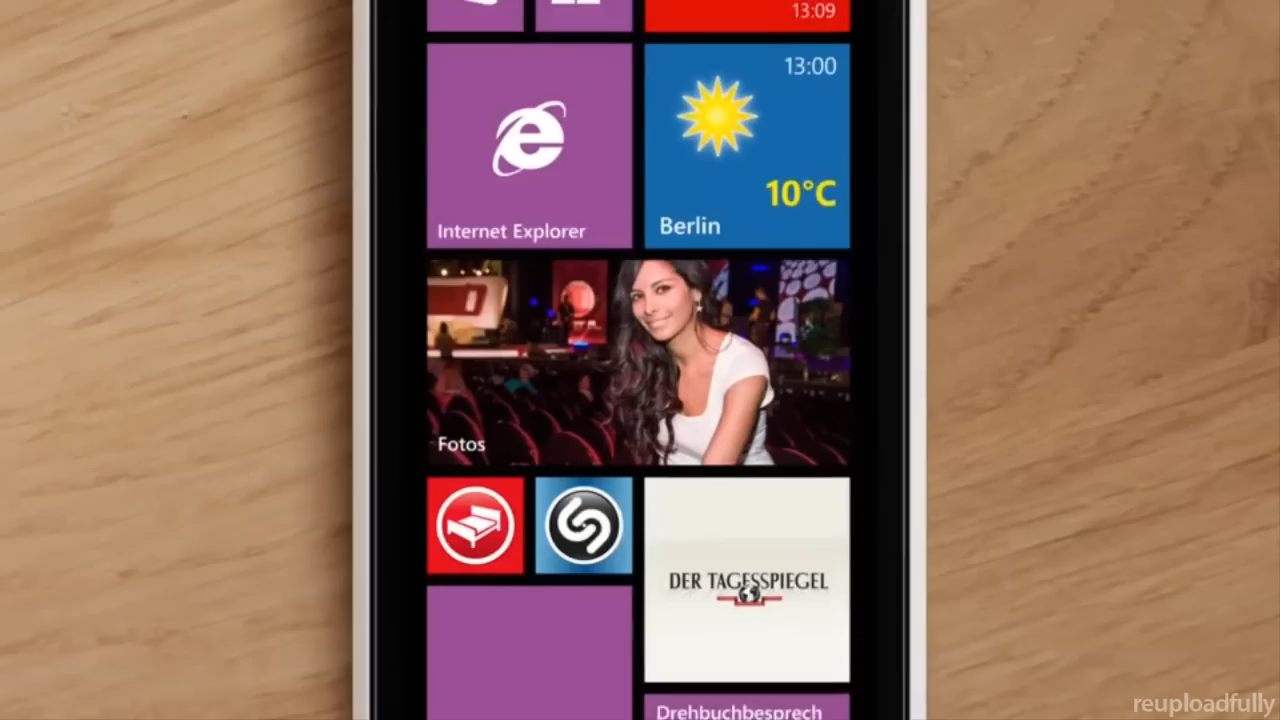 13:09
13:00
10°C
Berlin
Internet Explorer
Fotos
DER TAGESSPIEGEL
Drehbuchbesprech
reuploadfully